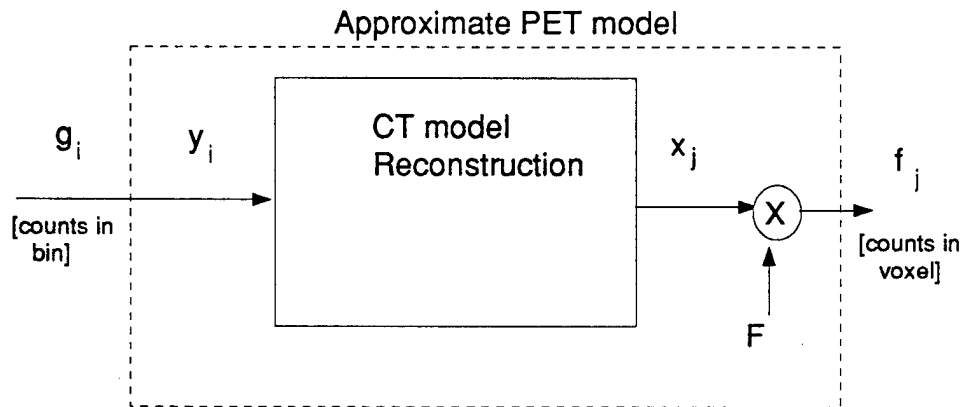 Approximate PET model
g i
y i
CT model
Reconstruction
x j
f j
[counts in
bin]
X
[counts in
voxel]
F